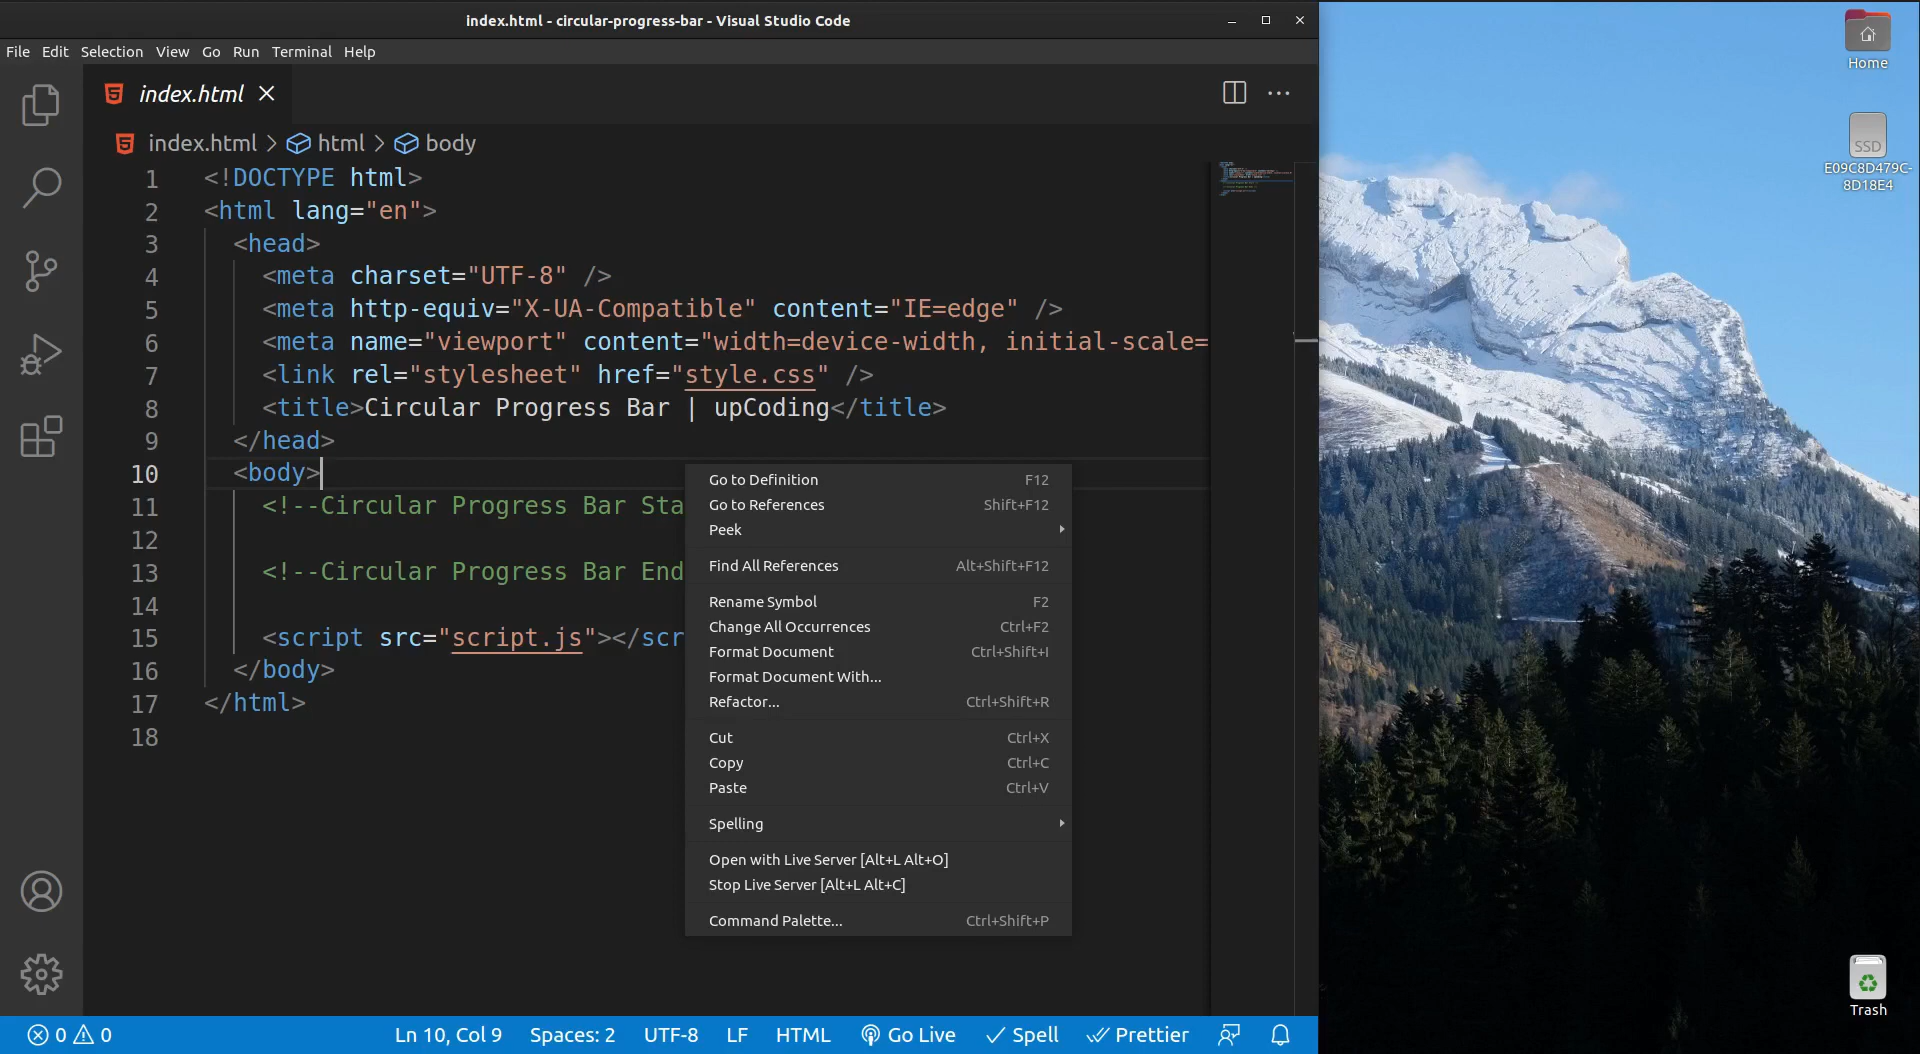 index.html - circular-progress-bar - Visual Studio Code
File Edit Selection View Go Run Terminal Help
index.html
index.html > html > body
1 <!DOCTYPE html>
2 <html lang="en">
3 <head>
4 <meta charset="UTF-8" />
5 <meta http-equiv="X-UA-Compatible" content="IE=edge" />
6 <meta name="viewport" content="width=device-width, initial-scale=
7 <link rel="stylesheet" href="style.css" />
8 <title>Circular Progress Bar | upCoding</title>
9 </head>
10 <body>
11 <!--Circular Progress Bar Sta
12
13 <!--Circular Progress Bar End
14
15 <script src="script.js"></scr
16 </body>
17 </html>
18
Go to Definition F12
Go to References Shift+F12
Peek
Find All References Alt+Shift+F12
Rename Symbol F2
Change All Occurrences Ctrl+F2
Format Document Ctrl+Shift+I
Format Document With...
Refactor... Ctrl+Shift+R
Cut Ctrl+X
Copy Ctrl+C
Paste Ctrl+V
Spelling
Open with Live Server [Alt+L Alt+O]
Stop Live Server [Alt+L Alt+C]
Command Palette... Ctrl+Shift+P
0 0 Ln 10, Col 9 Spaces: 2 UTF-8 LF HTML Go Live Spell Prettier
Home
SSD
E09C8D479C-
8D18E4
Trash